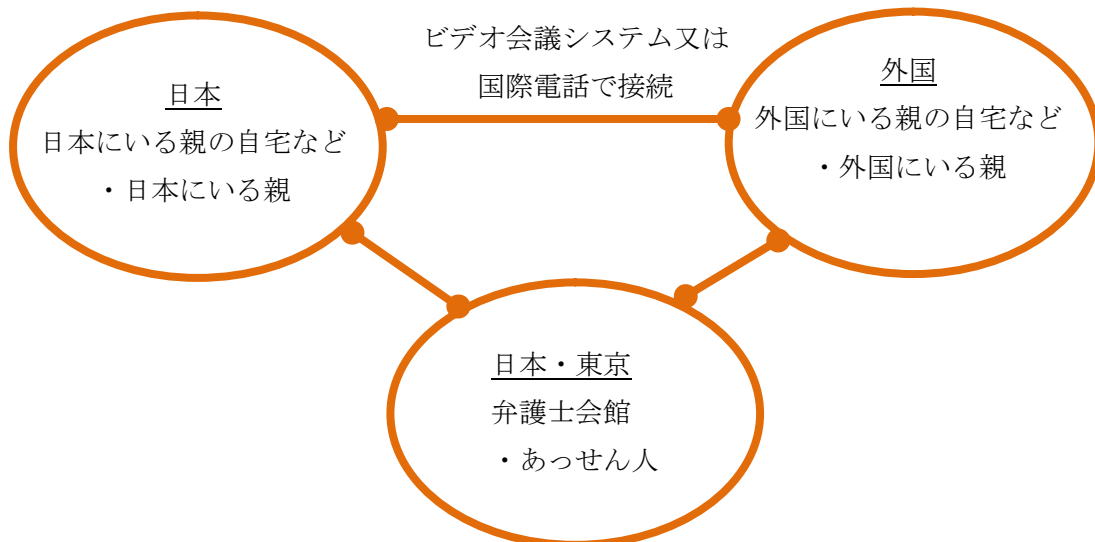 ビデオ会議システム又は
国際電話で接続
日本
日本にいる親の自宅など
・日本にいる親
外国
外国にいる親の自宅など
・外国にいる親
日本・東京
弁護士会館
・あっせん人